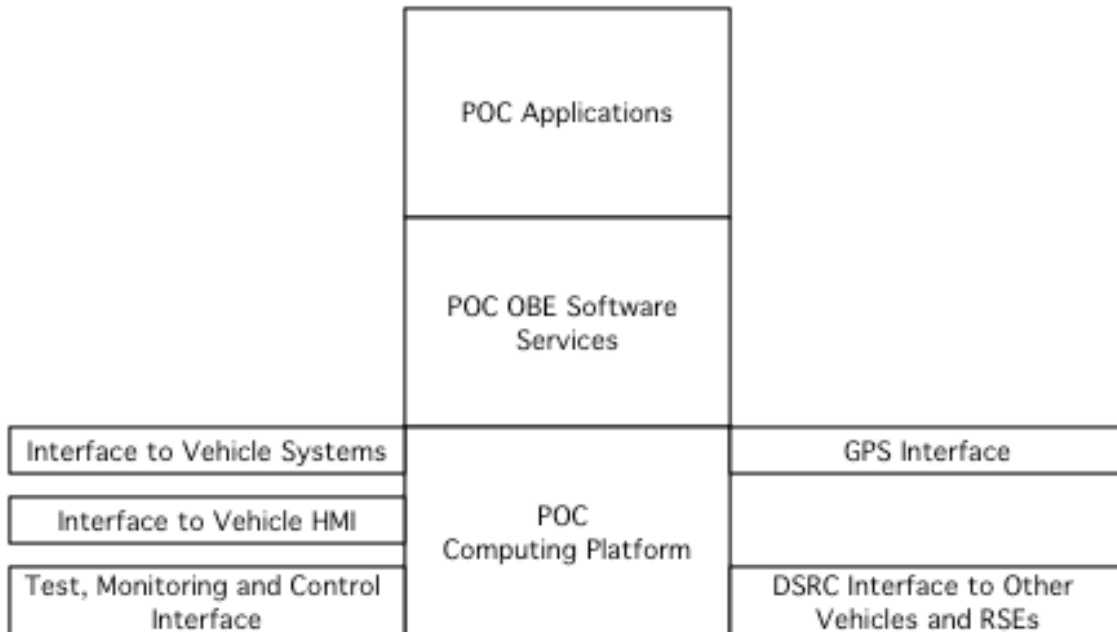 POC Applications
POC OBE Software
Services
Interface to Vehicle Systems
GPS Interface
Interface to Vehicle HMI
POC
Computing Platform
Test, Monitoring and Control
Interface
DSRC Interface to Other
Vehicles and RSEs